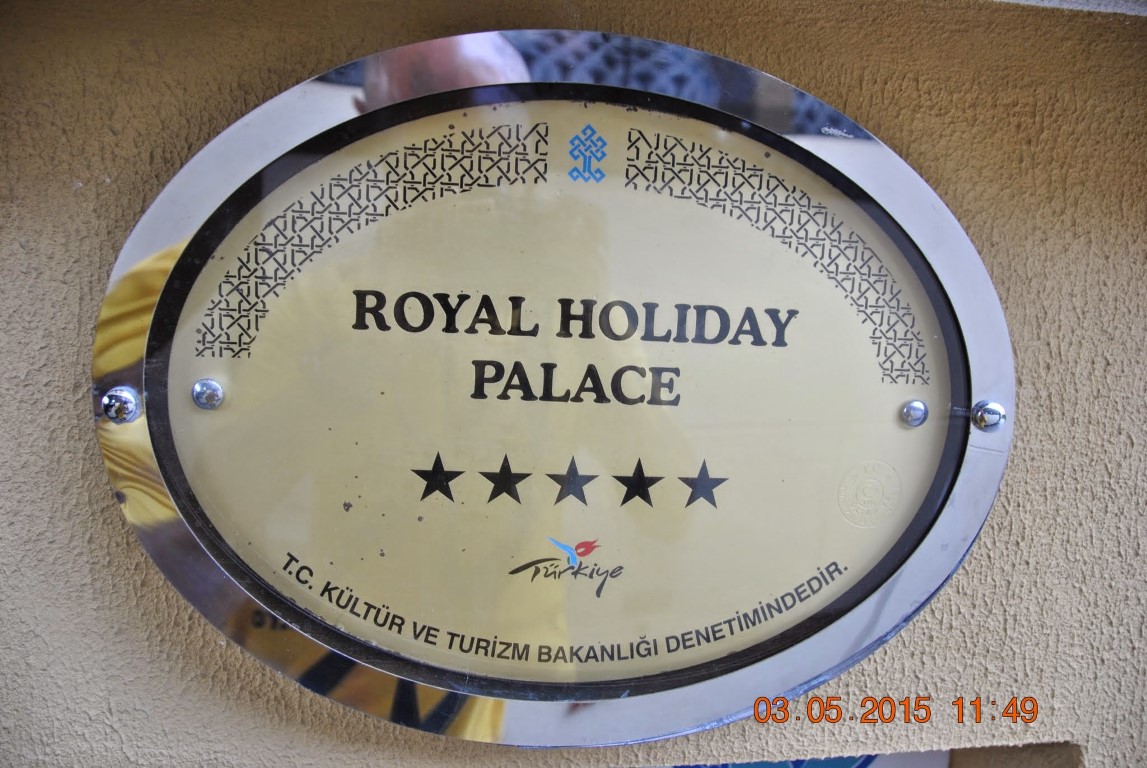 ROYAL HOLIDAY
PALACE
Türkiye
T.C. KÜLTÜR VE TURİZM BAKANLIĞI DENETİMİNDEDİR.
03.05.2015 11:49